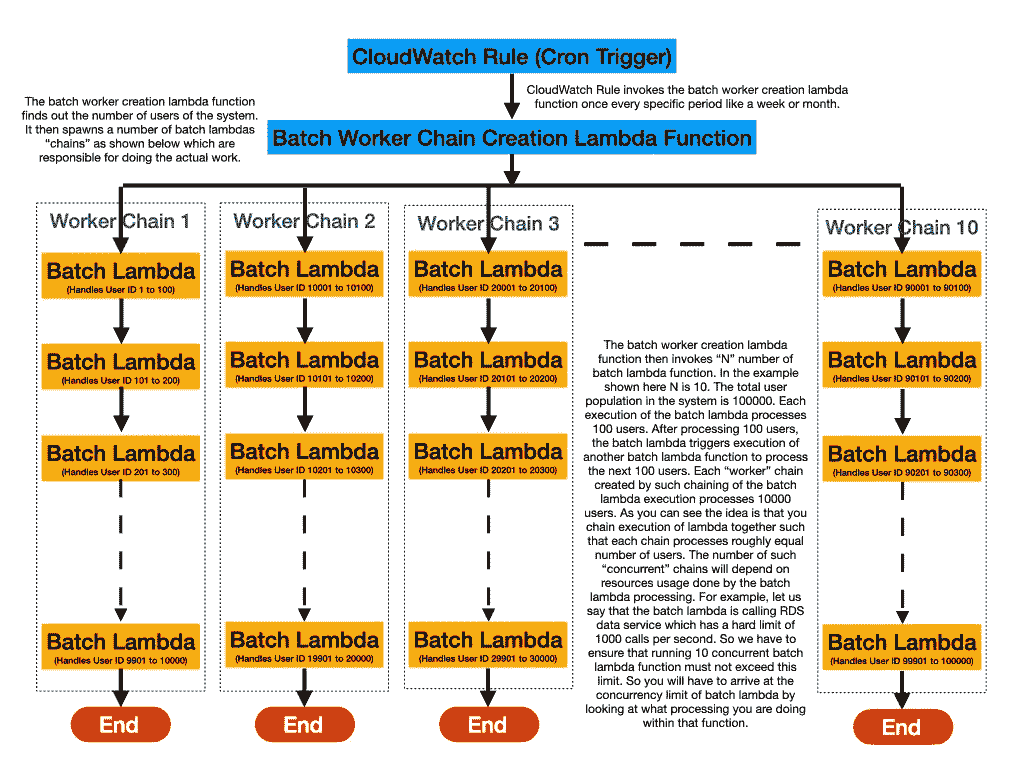 CloudWatch Rule (Cron Trigger)
CloudWatch Rule invokes the batch worker creation lambda
function once every specific period like a week or month.
The batch worker creation lambda function
finds out the number of users of the system.
It then spawns a number of batch lambdas
“chains” as shown below which are
responsible for doing the actual work.
Batch Worker Chain Creation Lambda Function
Worker Chain 1
Batch Lambda
(Handles User ID 1 to 100)
Batch Lambda
(Handles User ID 101 to 200)
Batch Lambda
(Handles User ID 201 to 300)
Batch Lambda
(Handles User ID 9901 to 10000)
End
Worker Chain 2
Batch Lambda
(Handles User ID 10001 to 10100)
Batch Lambda
(Handles User ID 10101 to 10200)
Batch Lambda
(Handles User ID 10201 to 10300)
Batch Lambda
(Handles User ID 19901 to 20000)
End
Worker Chain 3
Batch Lambda
(Handles User ID 20001 to 20100)
Batch Lambda
(Handles User ID 20101 to 20200)
Batch Lambda
(Handles User ID 20201 to 20300)
Batch Lambda
(Handles User ID 29901 to 30000)
End
The batch worker creation lambda
function then invokes “N” number of
batch lambda function. In the example
shown here N is 10. The total user
population in the system is 100000. Each
execution of the batch lambda processes
100 users. After processing 100 users,
the batch lambda triggers execution of
another batch lambda function to process
the next 100 users. Each “worker” chain
created by such chaining of the batch
lambda execution processes 10000
users. As you can see the idea is that you
chain execution of lambda together such
that each chain processes roughly equal
number of users. The number of such
“concurrent” chains will depend on
resources usage done by the batch
lambda processing. For example, let us
say that the batch lambda is calling RDS
data service which has a hard limit of
1000 calls per second. So we have to
ensure that running 10 concurrent batch
lambda function must not exceed this
limit. So you will have to arrive at the
concurrency limit of batch lambda by
looking at what processing you are doing
within that function.
Worker Chain 10
Batch Lambda
(Handles User ID 90001 to 90100)
Batch Lambda
(Handles User ID 90101 to 90200)
Batch Lambda
(Handles User ID 90201 to 90300)
Batch Lambda
(Handles User ID 99901 to 100000)
End